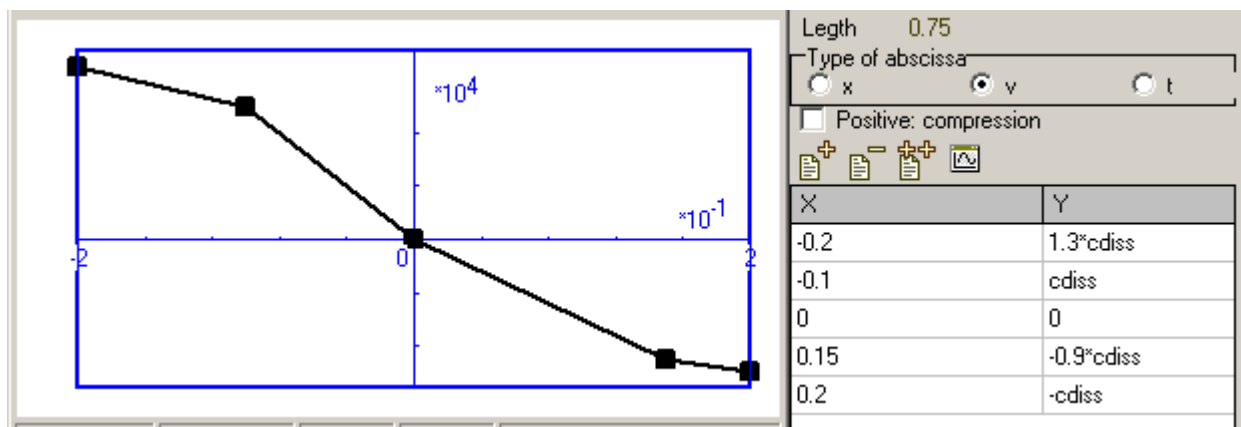 *10^4
*10^-1
-2 0 2
Legth 0.75
Type of abscissa
x v t
Positive: compression
X Y
-0.2 1.3*cdiss
-0.1 cdiss
0 0
0.15 -0.9*cdiss
0.2 -cdiss